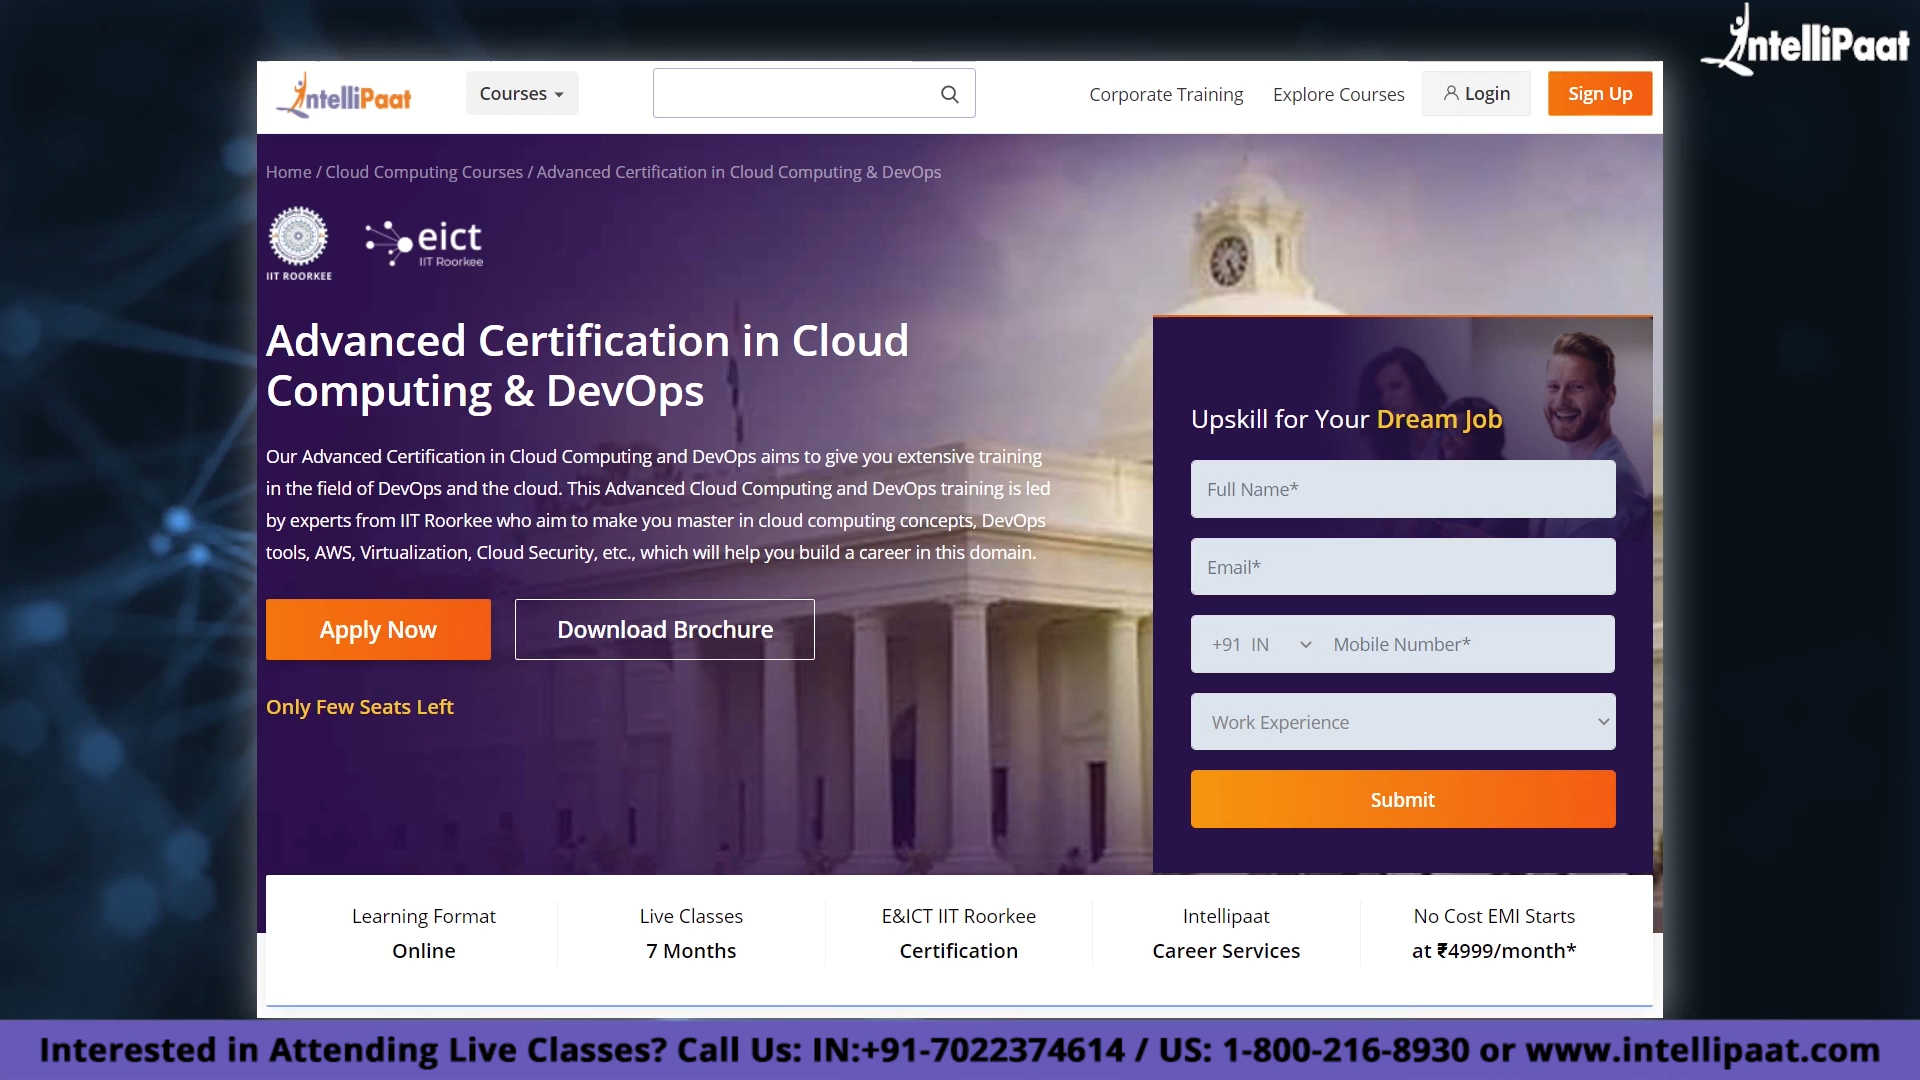 IntelliPaat
IntelliPaat
Courses
Corporate Training
Explore Courses
Login
Sign Up
Home / Cloud Computing Courses / Advanced Certification in Cloud Computing & DevOps
IIT ROORKEE
eict
IIT Roorkee
Advanced Certification in Cloud
Computing & DevOps
Our Advanced Certification in Cloud Computing and DevOps aims to give you extensive training
in the field of DevOps and the cloud. This Advanced Cloud Computing and DevOps training is led
by experts from IIT Roorkee who aim to make you master in cloud computing concepts, DevOps
tools, AWS, Virtualization, Cloud Security, etc., which will help you build a career in this domain.
Apply Now
Download Brochure
Only Few Seats Left
Upskill for Your Dream Job
Full Name*
Email*
+91 IN
Mobile Number*
Work Experience
Submit
Learning Format
Online
Live Classes
7 Months
E&ICT IIT Roorkee
Certification
Intellipaat
Career Services
No Cost EMI Starts
at ₹4999/month*
Interested in Attending Live Classes? Call Us: IN:+91-7022374614 / US: 1-800-216-8930 or www.intellipaat.com